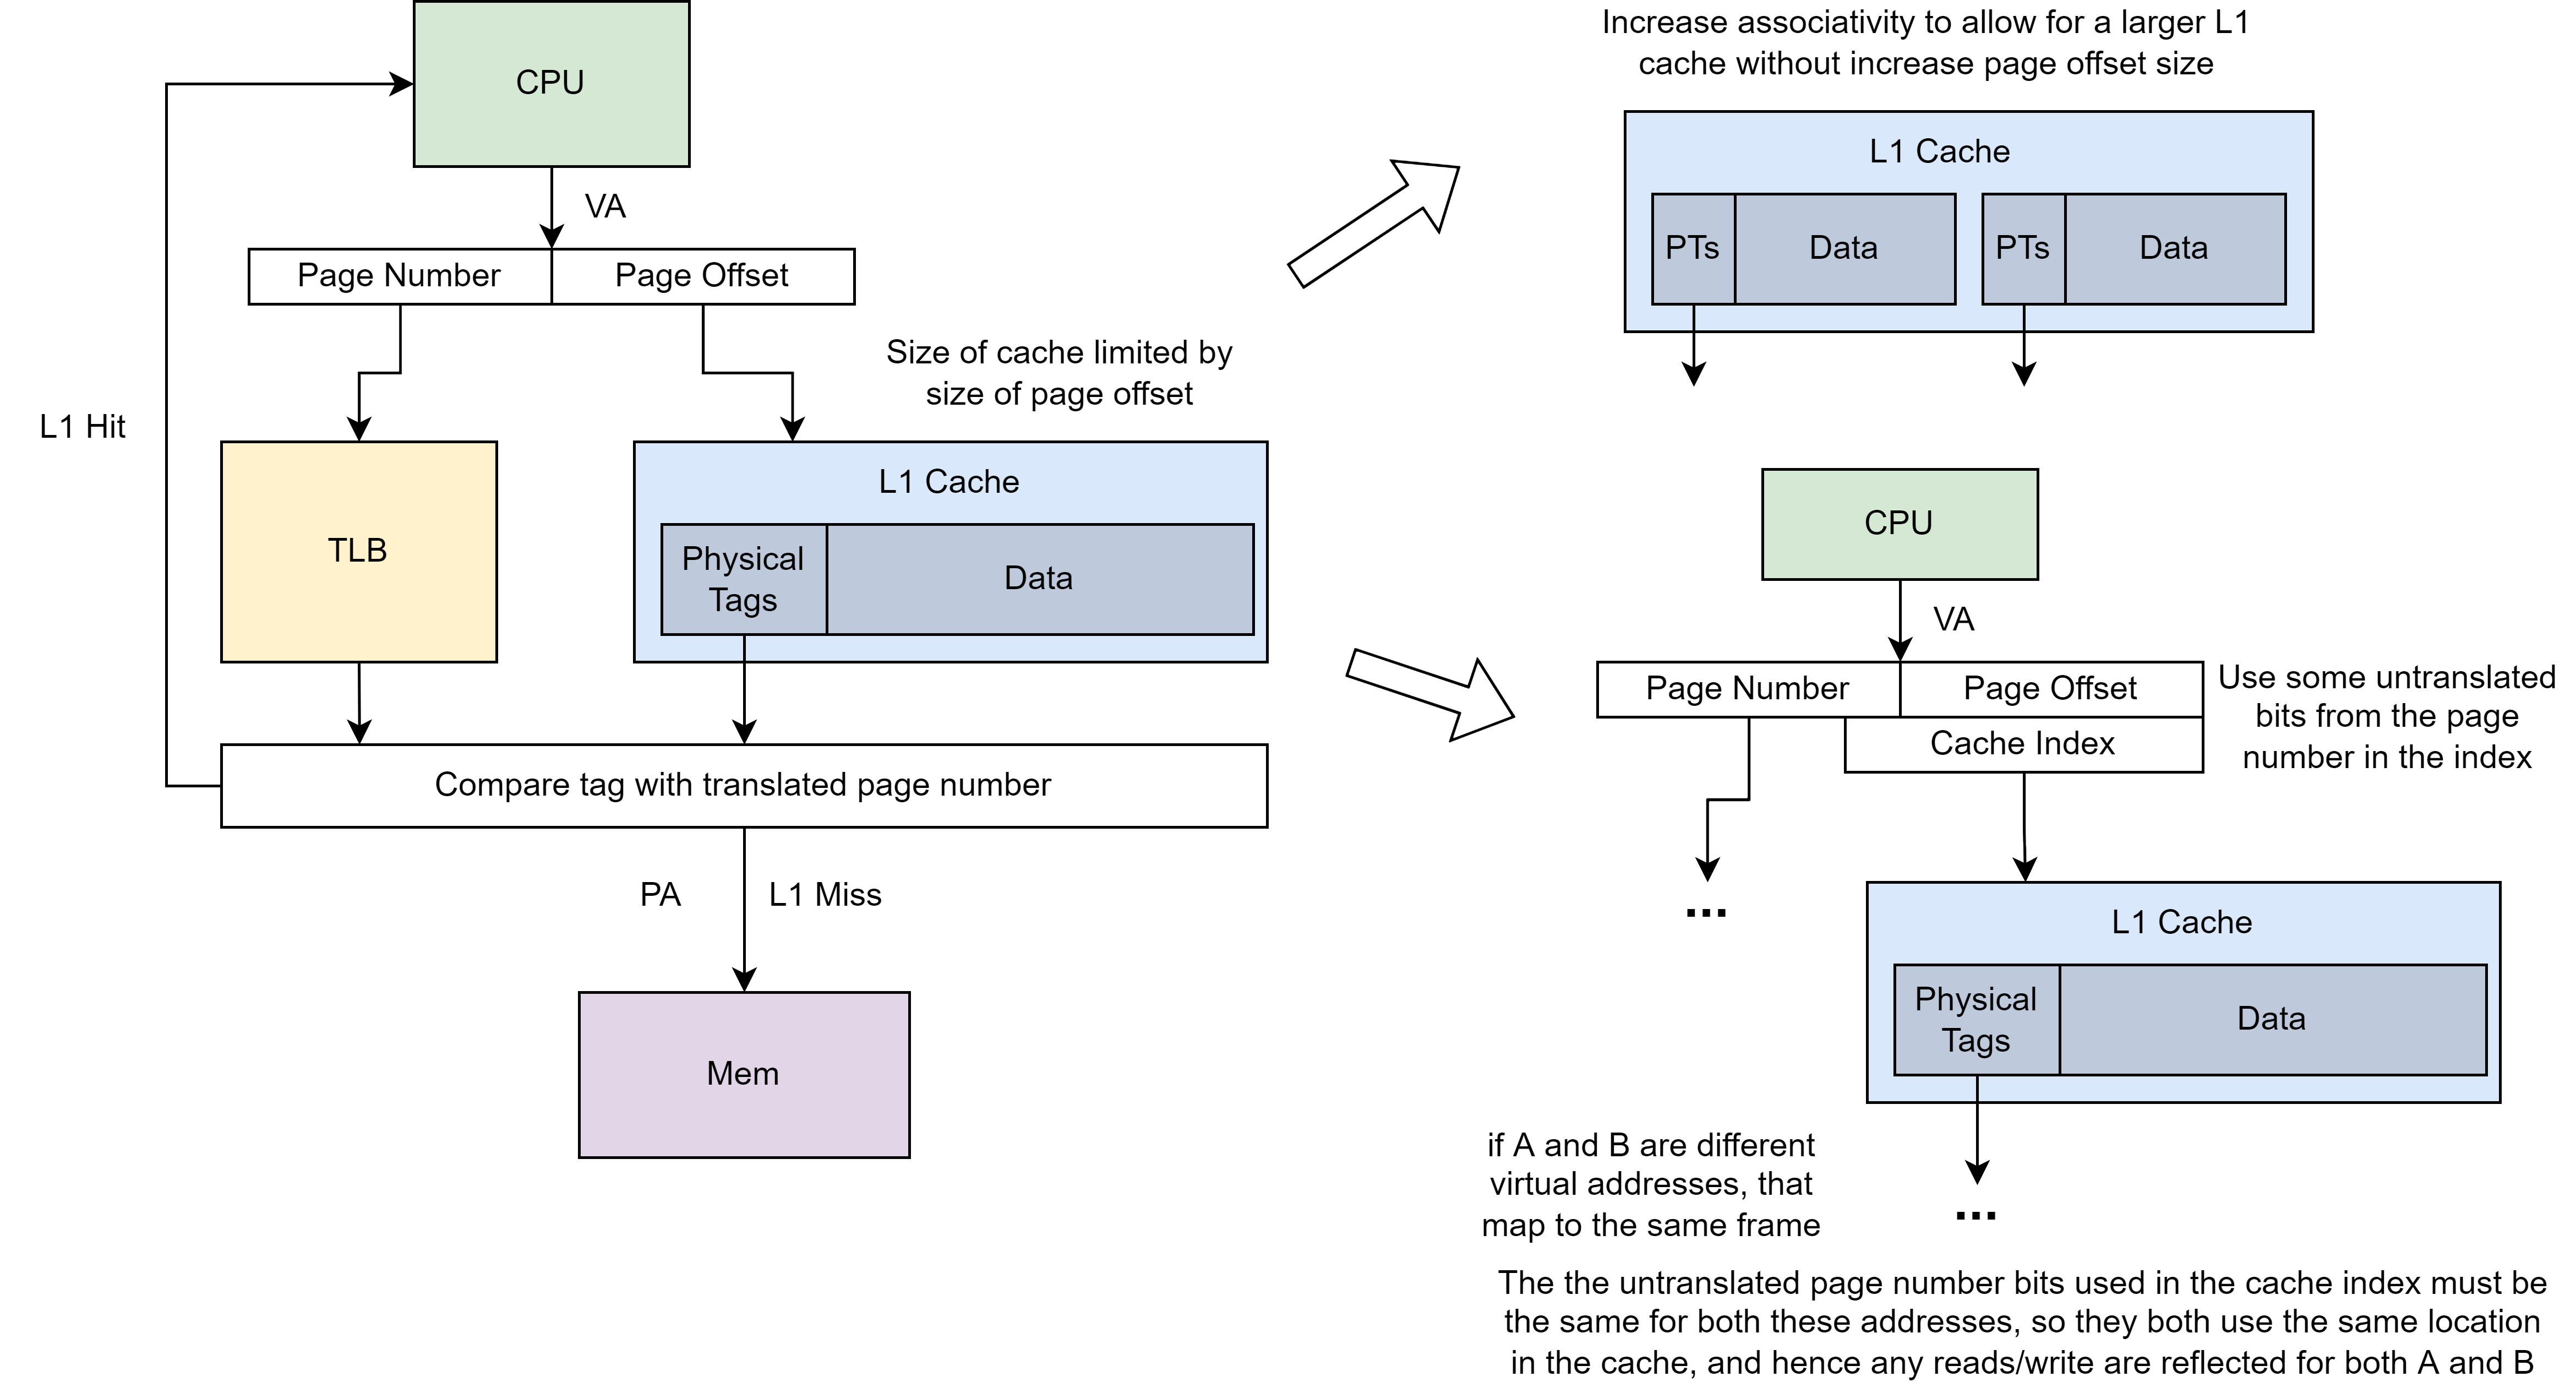 CPU
VA
Page Number
Page Offset
Size of cache limited by
size of page offset
L1 Hit
TLB
L1 Cache
Physical
Tags
Data
Compare tag with translated page number
PA
L1 Miss
Mem
Increase associativity to allow for a larger L1
cache without increase page offset size
L1 Cache
PTs
Data
PTs
Data
CPU
VA
Page Number
Page Offset
Cache Index
Use some untranslated
bits from the page
number in the index
...
L1 Cache
Physical
Tags
Data
...
if A and B are different
virtual addresses, that
map to the same frame
The the untranslated page number bits used in the cache index must be
the same for both these addresses, so they both use the same location
in the cache, and hence any reads/write are reflected for both A and B